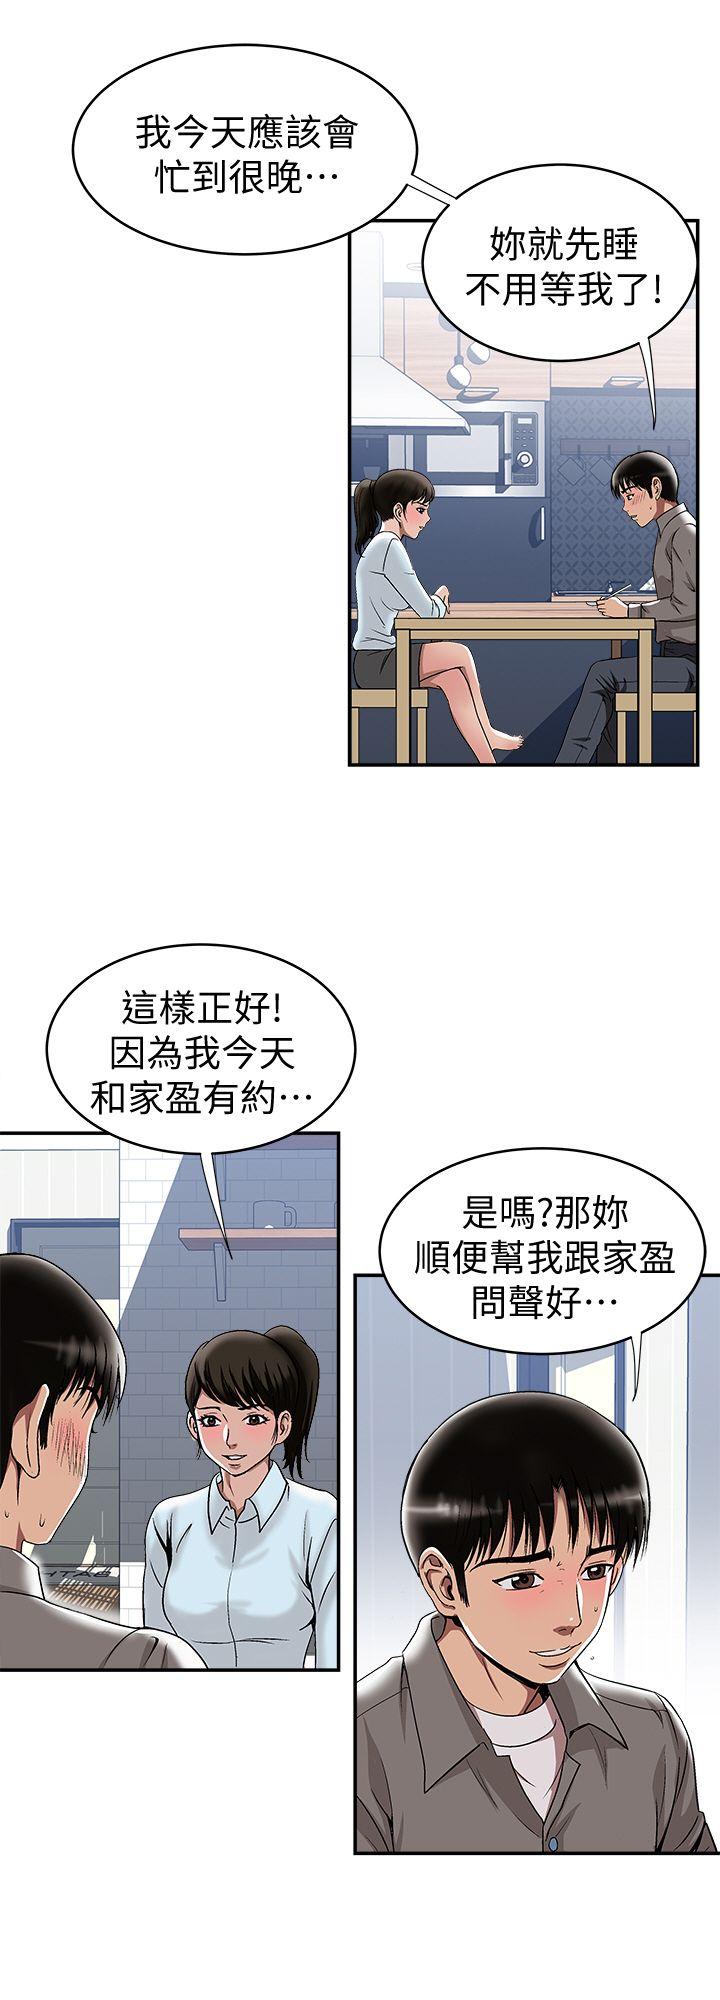 我今天應該會
忙到很晚⋯
妳就先睡
不用等我了!
這樣正好!
因為我今天
和家盈有約⋯
是嗎?那妳
順便幫我跟家盈
問聲好⋯